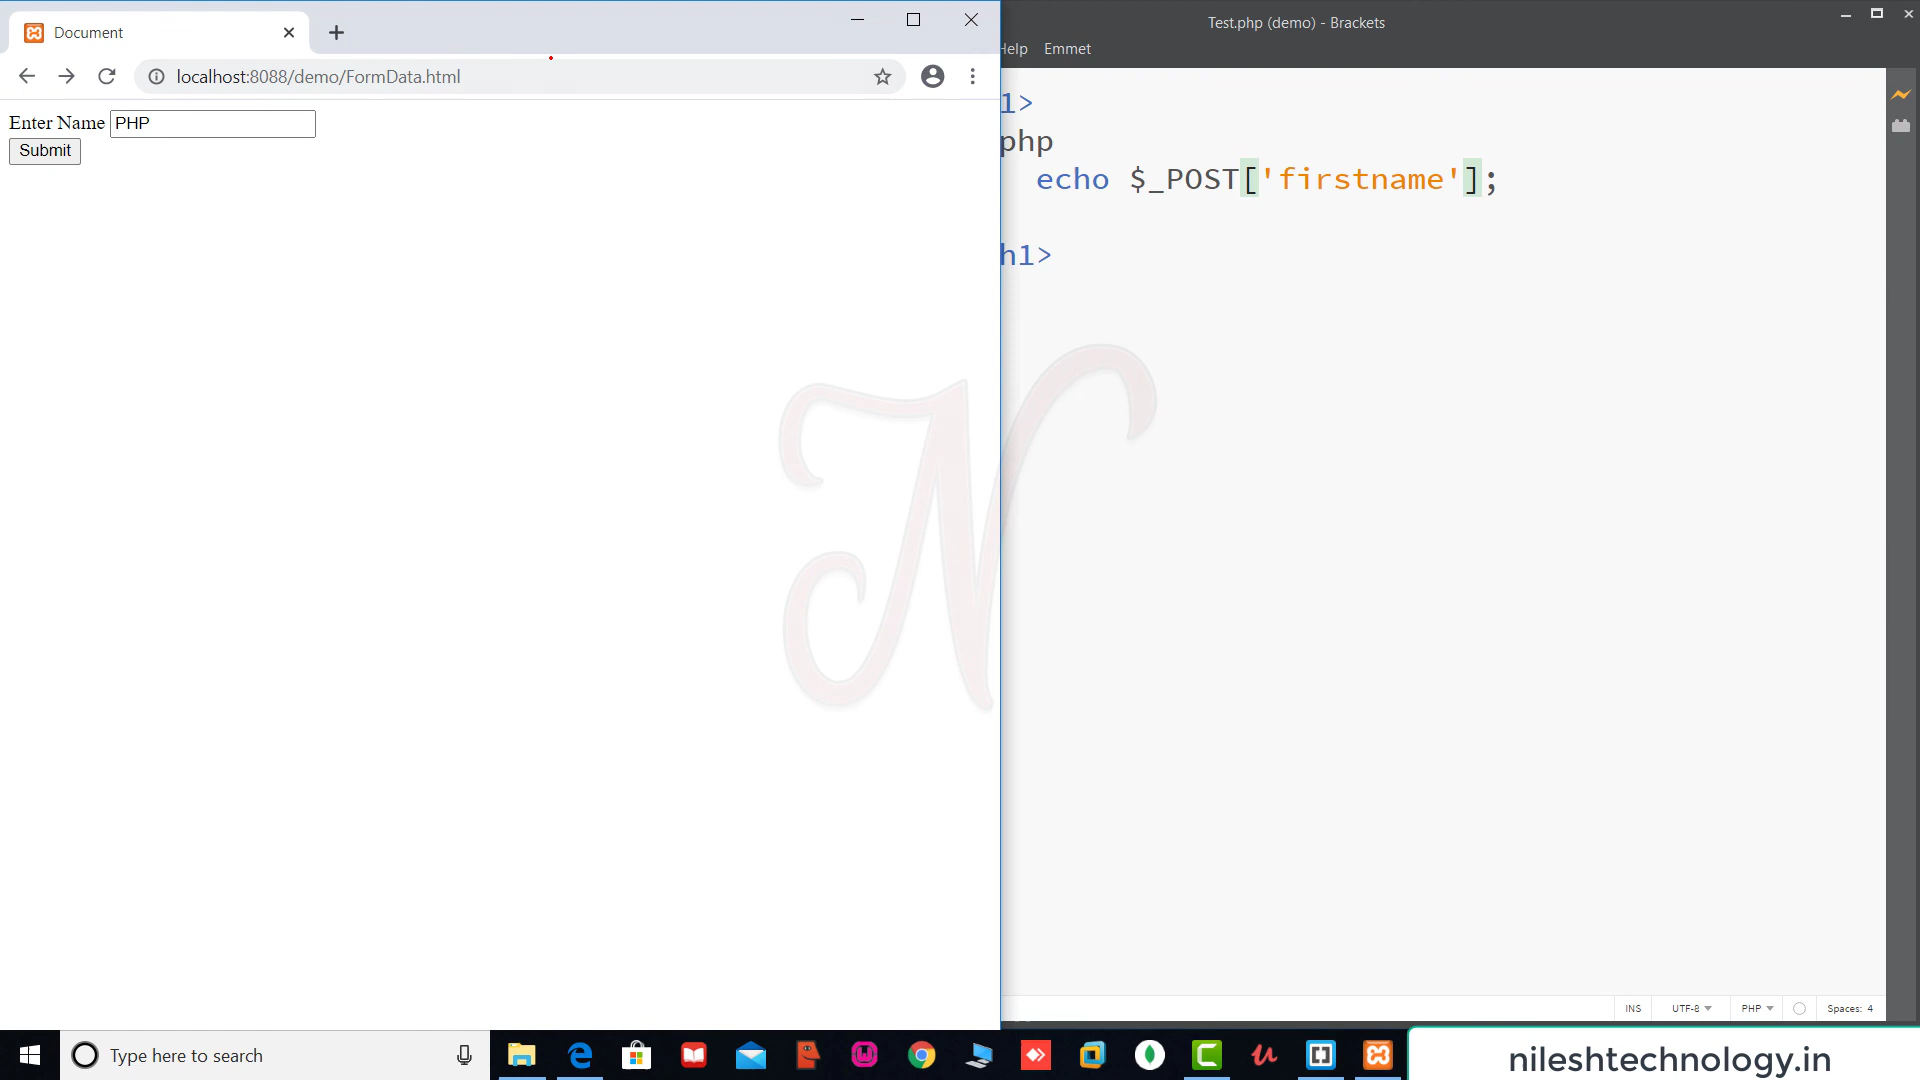 Document
localhost:8088/demo/FormData.html
Enter Name PHP
Submit
Test.php (demo) - Brackets
Help Emmet
1>
php
echo $_POST['firstname'];
h1>
INS UTF-8 PHP Spaces: 4
Type here to search
nileshtechnology.in